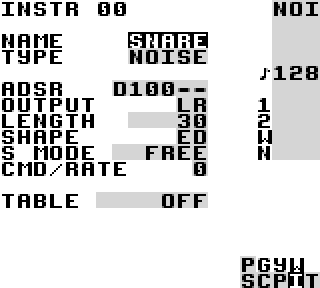 INSTR 00 NOI
NAME SNARE
TYPE NOISE
♪128
ADSR D100--
OUTPUT LR 1
LENGTH 30 2
SHAPE ED W
S MODE FREE N
CMD/RATE 0
TABLE OFF
PGYW
SCPIT